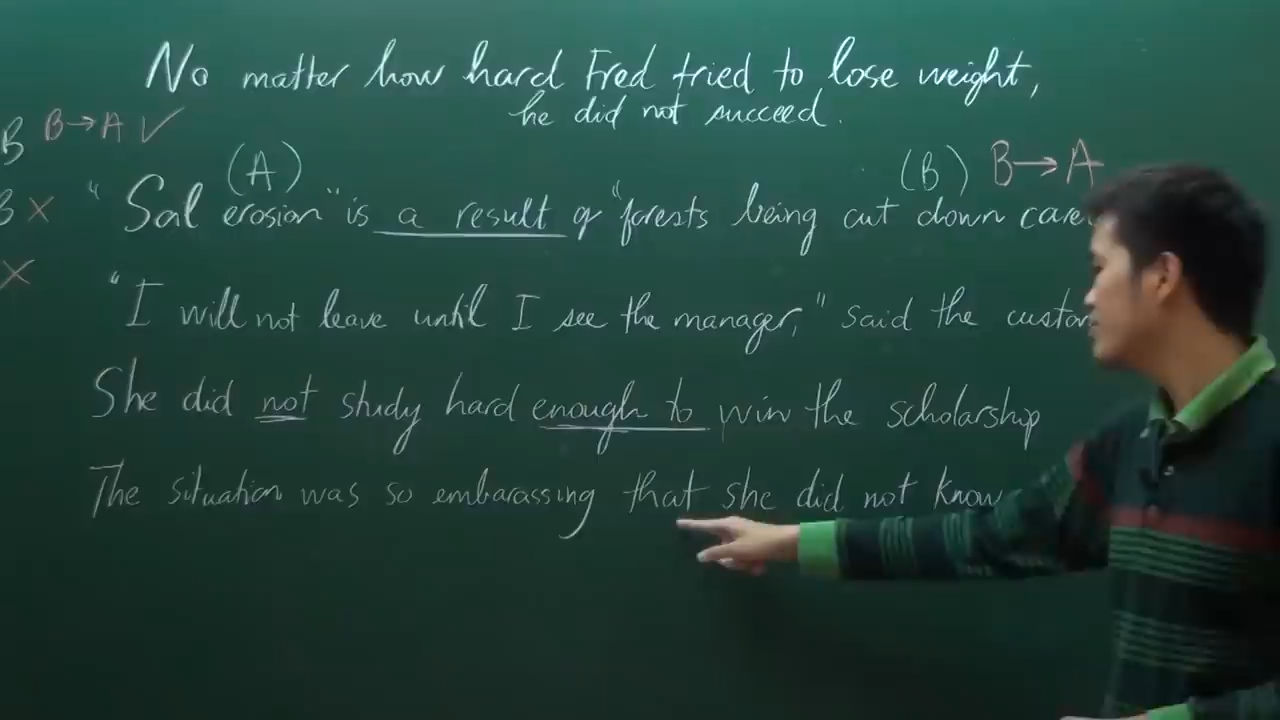 No matter how hard Fred tried to lose weight,
he did not succeed.
B B→A ✓
(A) (B) B→A
B × "Soil erosion" is a result of "forests being cut down
×
"I will not leave until I see the manager," said the
She did not study hard enough to win the scholarship
The situation was so embarassing that she did not know